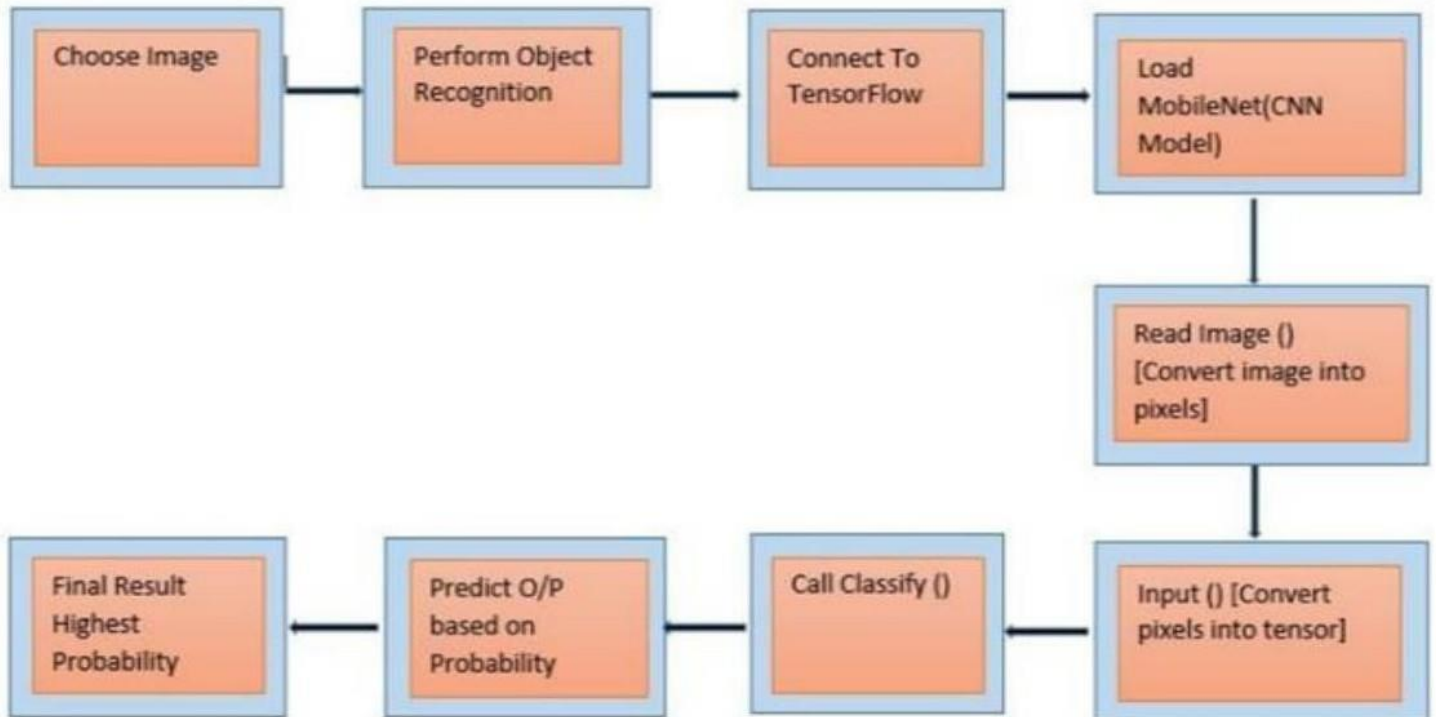 Choose Image
Perform Object
Recognition
Connect To
TensorFlow
Load
MobileNet(CNN
Model)
Read Image ()
[Convert image into
pixels]
Input () [Convert
pixels into tensor]
Call Classify ()
Predict O/P
based on
Probability
Final Result
Highest
Probability